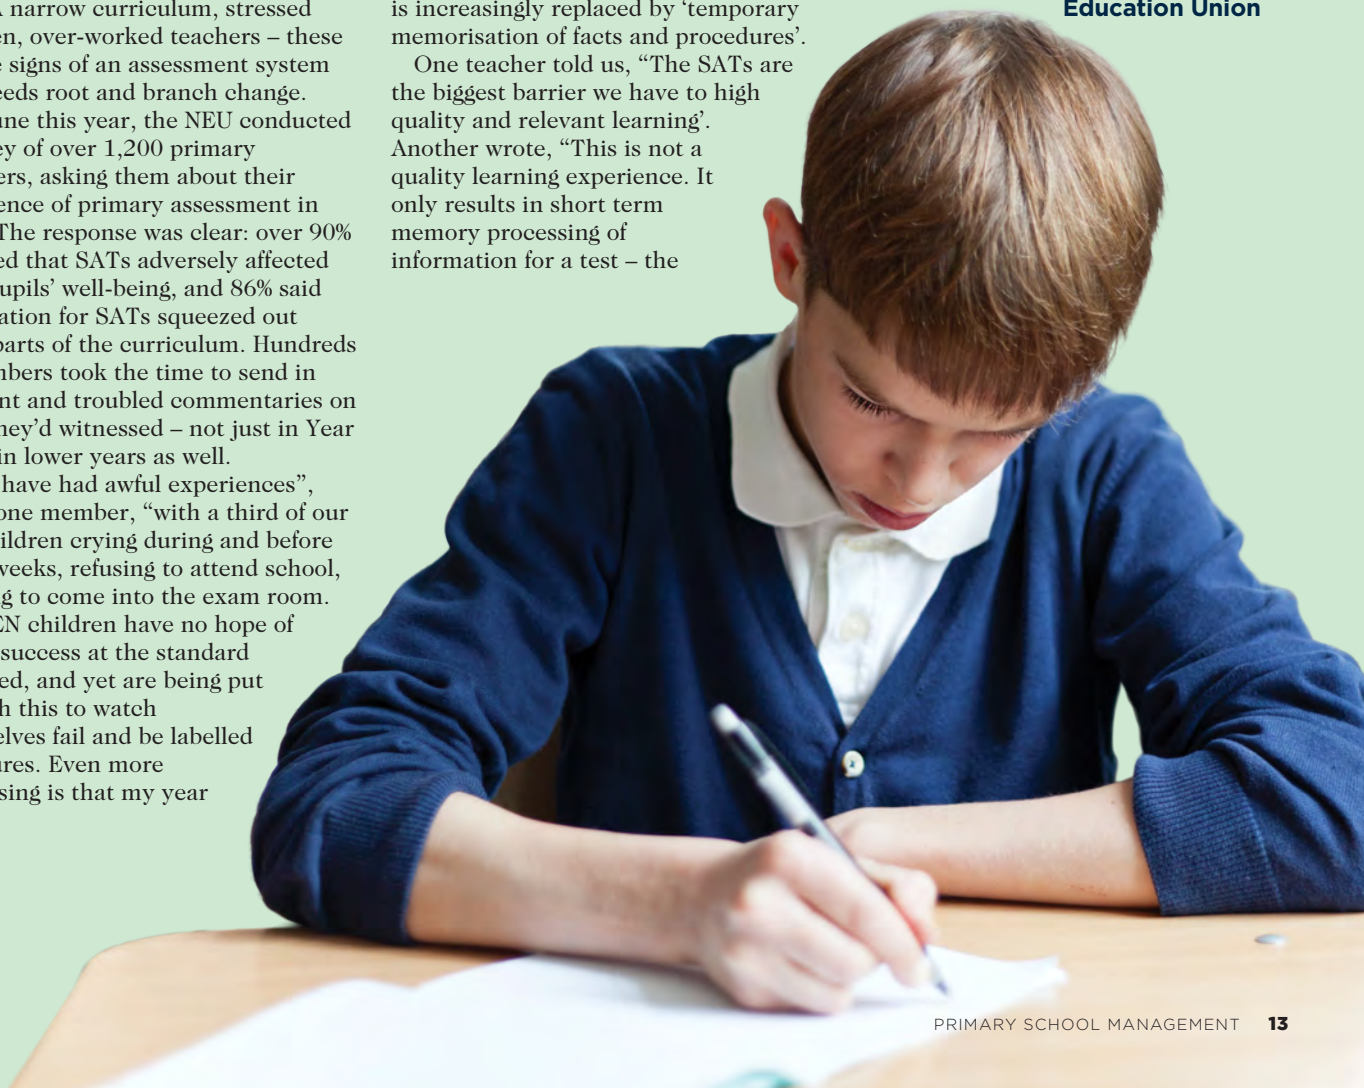 A narrow curriculum, stressed
en, over-worked teachers – these
e signs of an assessment system
eeds root and branch change.
une this year, the NEU conducted
ey of over 1,200 primary
ers, asking them about their
ence of primary assessment in
The response was clear: over 90%
ed that SATs adversely affected
upils’ well-being, and 86% said
ation for SATs squeezed out
parts of the curriculum. Hundreds
nbers took the time to send in
nt and troubled commentaries on
hey’d witnessed – not just in Year
in lower years as well.
have had awful experiences”,
one member, “with a third of our
ildren crying during and before
weeks, refusing to attend school,
ng to come into the exam room.
EN children have no hope of
success at the standard
ed, and yet are being put
h this to watch
elves fail and be labelled
ures. Even more
sing is that my year
is increasingly replaced by ‘temporary
memorisation of facts and procedures’.
One teacher told us, “The SATs are
the biggest barrier we have to high
quality and relevant learning’.
Another wrote, “This is not a
quality learning experience. It
only results in short term
memory processing of
information for a test – the
Education Union
PRIMARY SCHOOL MANAGEMENT 13